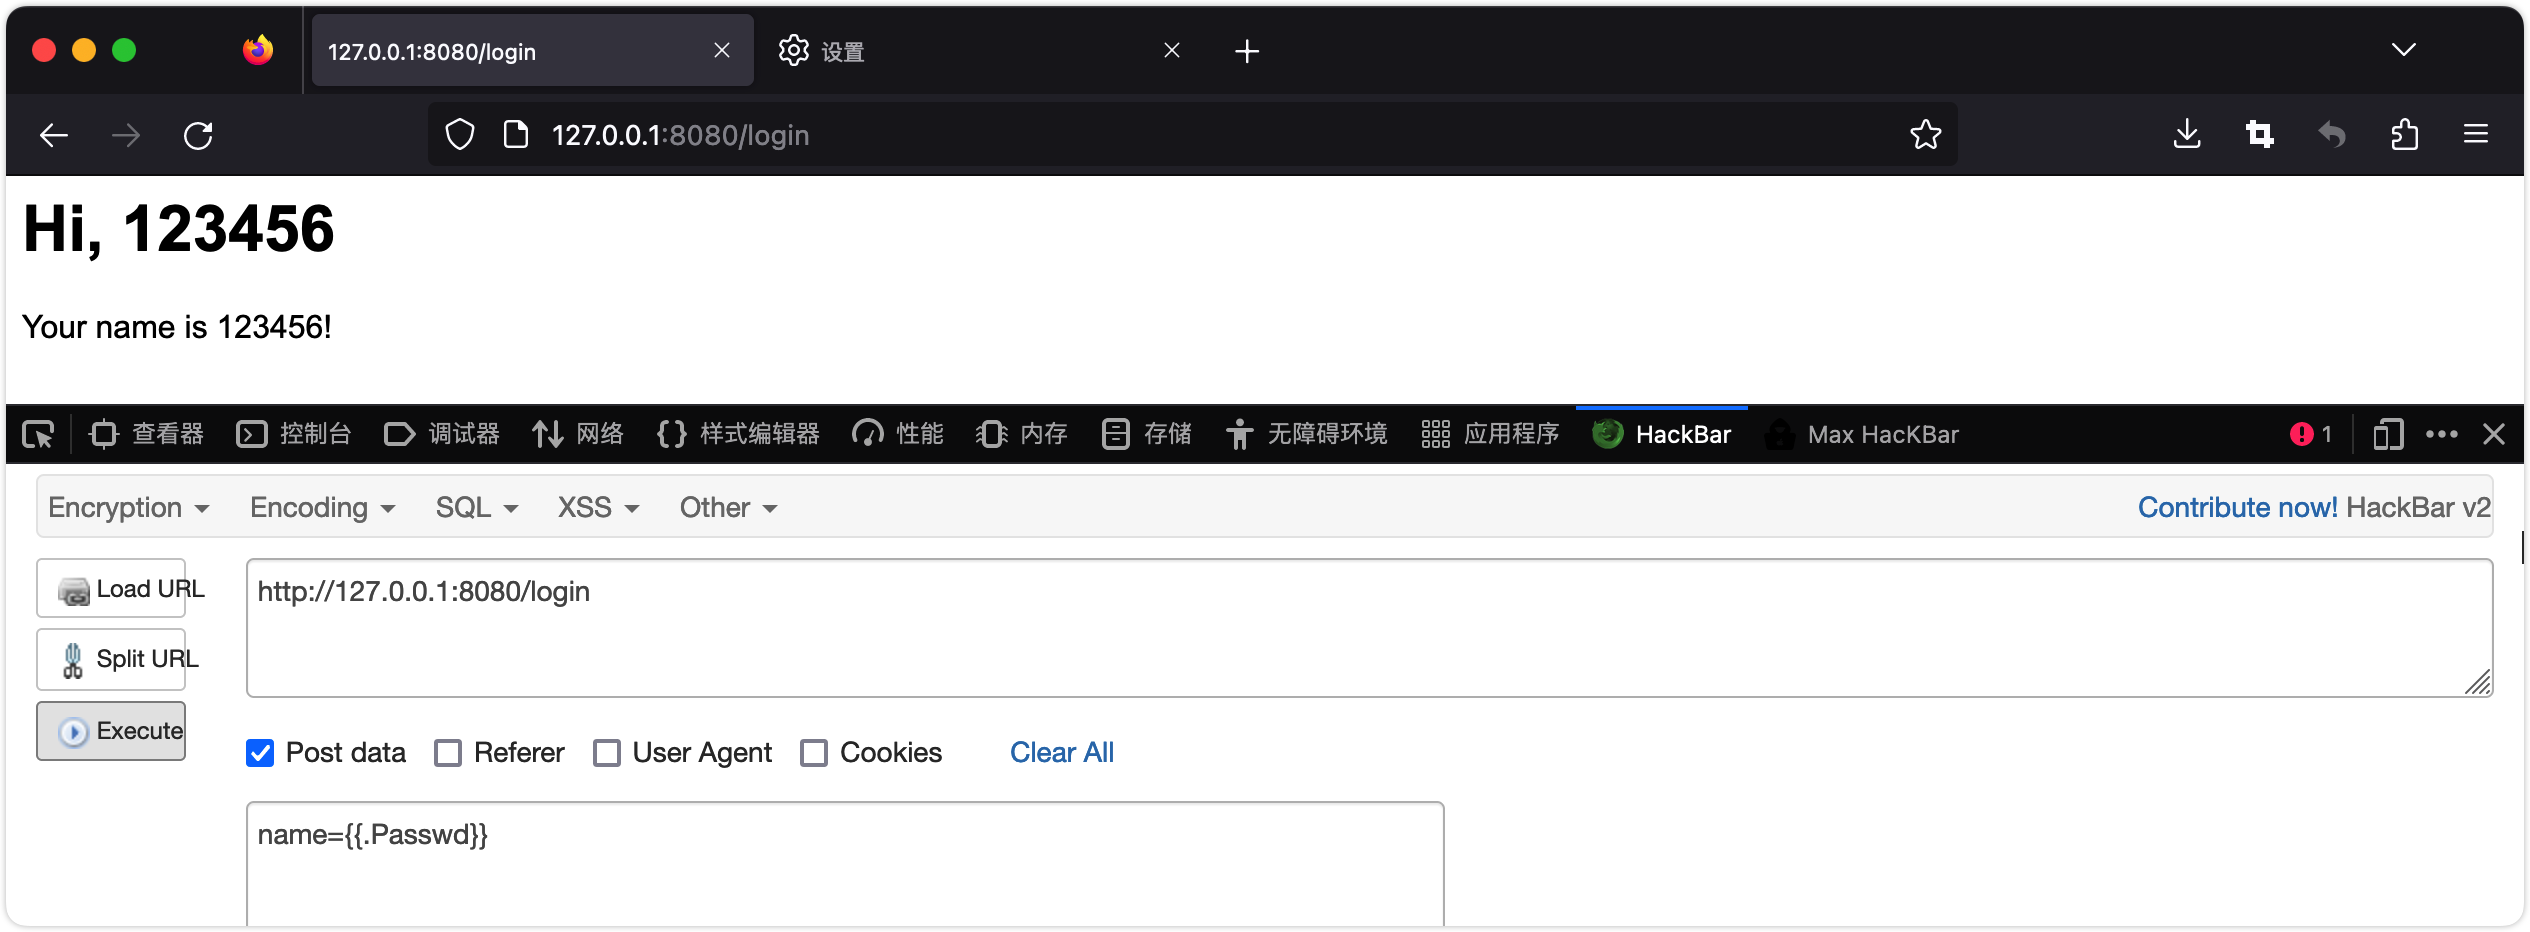 127.0.0.1:8080/login
设置
127.0.0.1:8080/login
Hi, 123456
Your name is 123456!
查看器 控制台 调试器 网络 样式编辑器 性能 内存 存储 无障碍环境 应用程序 HackBar Max HacKBar 1
Encryption Encoding SQL XSS Other Contribute now! HackBar v2
Load URL
http://127.0.0.1:8080/login
Split URL
Execute
Post data Referer User Agent Cookies Clear All
name={{.Passwd}}